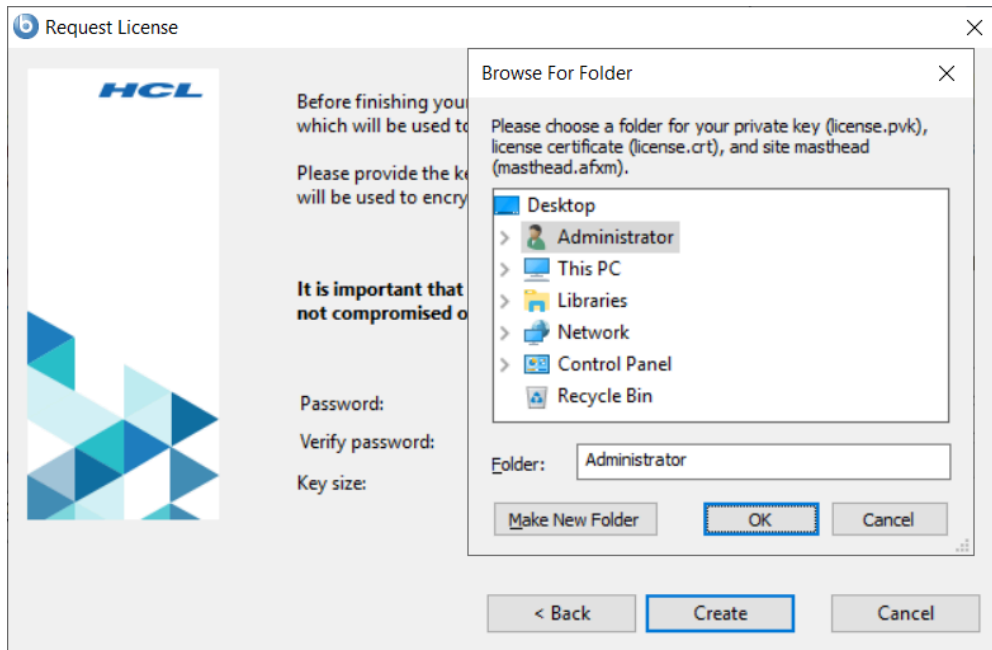 Request License
HCL
Before finishing your
which will be used to
Please provide the ke
will be used to encry
It is important that
not compromised o
Password:
Verify password:
Key size:
Browse For Folder
Please choose a folder for your private key (license.pvk),
license certificate (license.crt), and site masthead
(masthead.afxm).
Desktop
Administrator
This PC
Libraries
Network
Control Panel
Recycle Bin
Folder: Administrator
Make New Folder OK Cancel
< Back Create Cancel